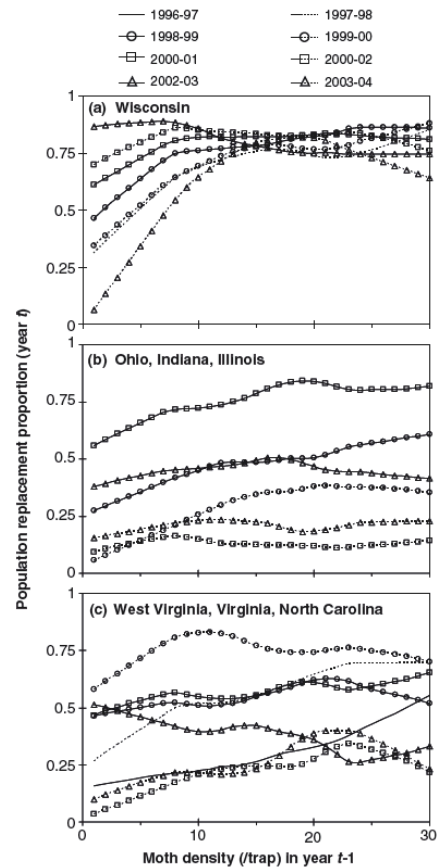 1996-97 1997-98
1998-99 1999-00
2000-01 2000-02
2002-03 2003-04
1
(a) Wisconsin
0.75
0.5
0.25
0
(b) Ohio, Indiana, Illinois
0.75
0.5
0.25
0
(c) West Virginia, Virginia, North Carolina
0.75
0.5
0.25
0
0 10 20 30
Moth density (/trap) in year t-1
Population replacement proportion (year t)